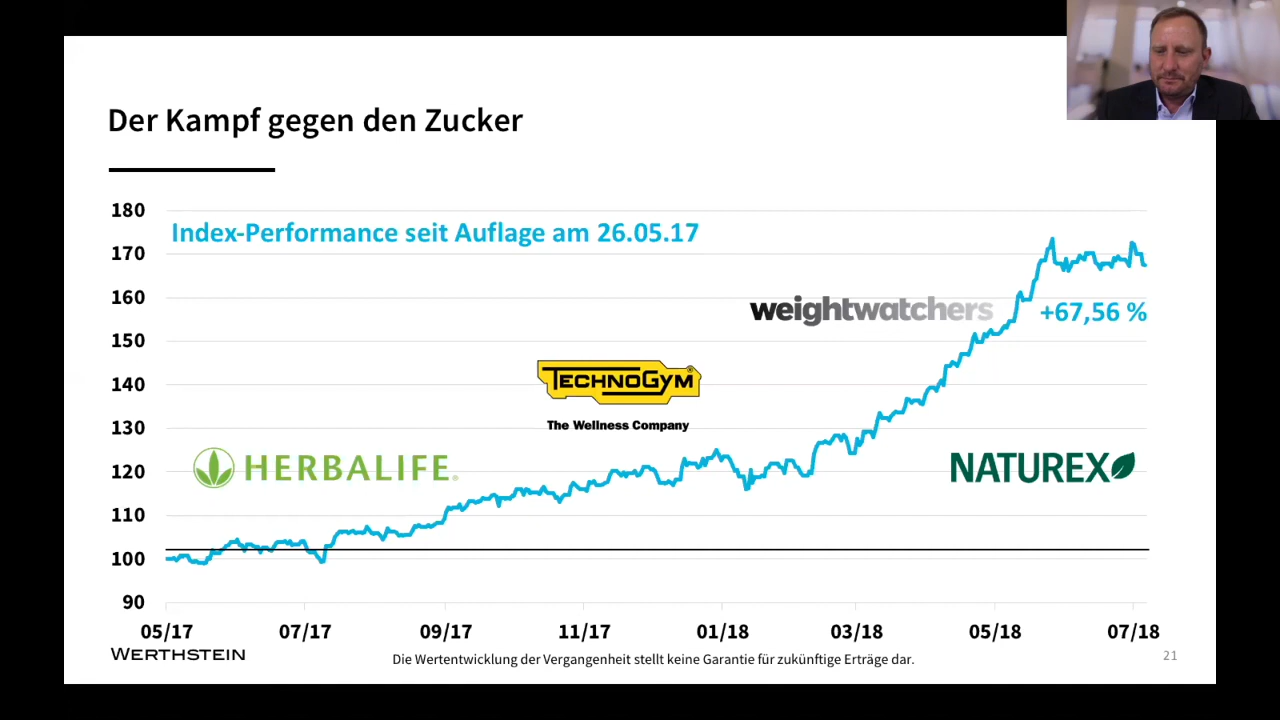 Der Kampf gegen den Zucker
180
Index-Performance seit Auflage am 26.05.17
170
160
weightwatchers
+67,56 %
150
140
TECHNOGYM®
The Wellness Company
130
HERBALIFE®
NATUREX
120
110
100
90
05/17 07/17 09/17 11/17 01/18 03/18 05/18 07/18
WERTHSTEIN
Die Wertentwicklung der Vergangenheit stellt keine Garantie für zukünftige Erträge dar.
21